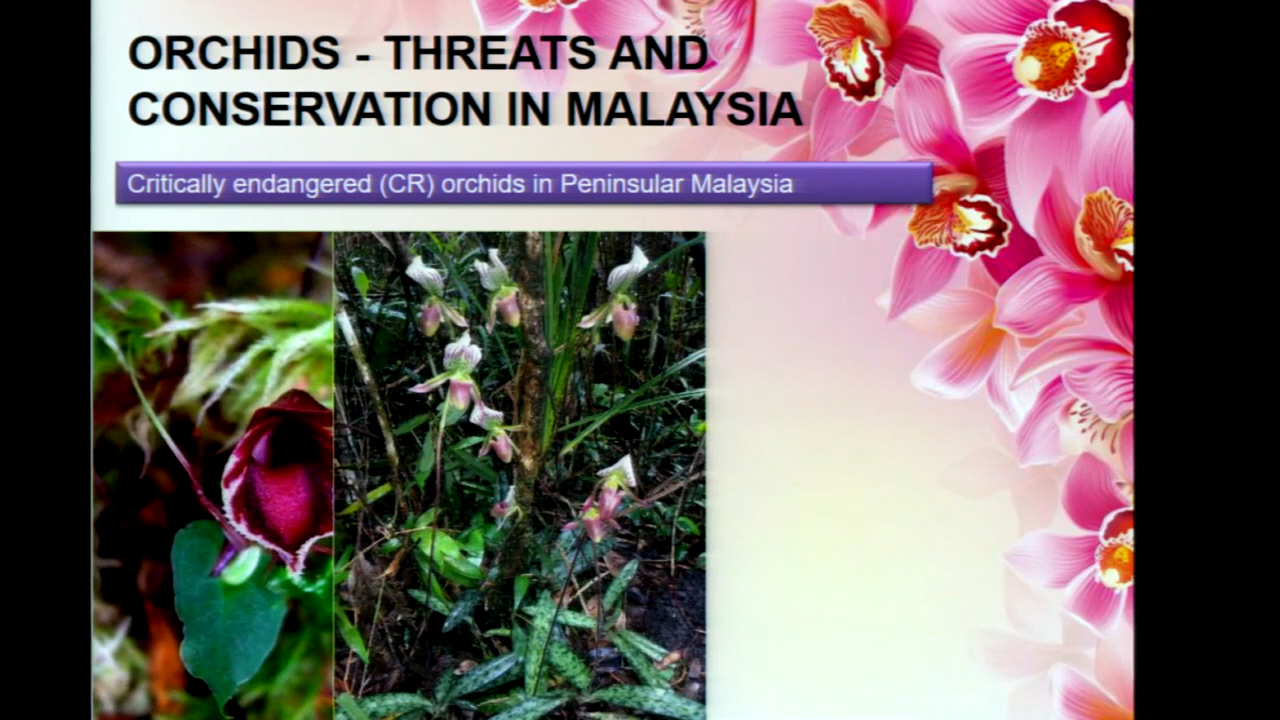 ORCHIDS - THREATS AND
CONSERVATION IN MALAYSIA
Critically endangered (CR) orchids in Peninsular Malaysia